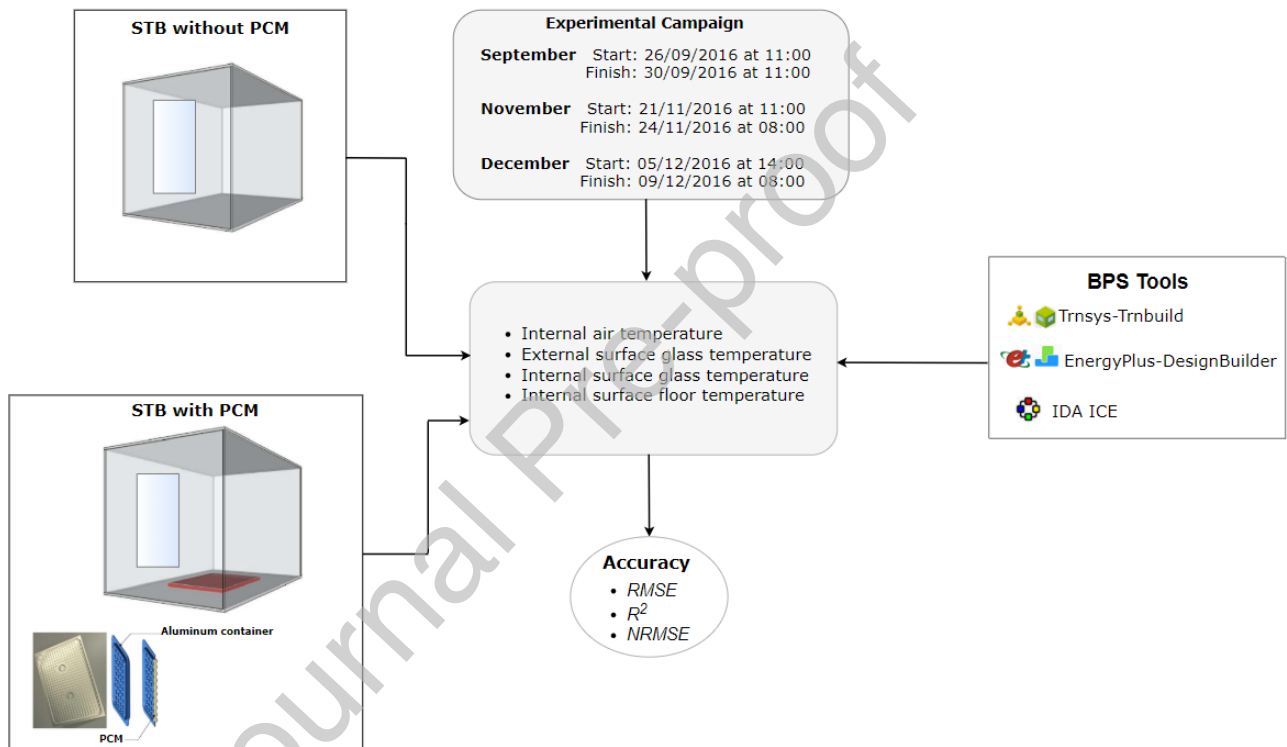 STB without PCM
Experimental Campaign
September Start: 26/09/2016 at 11:00
Finish: 30/09/2016 at 11:00
November Start: 21/11/2016 at 11:00
Finish: 24/11/2016 at 08:00
December Start: 05/12/2016 at 14:00
Finish: 09/12/2016 at 08:00
• Internal air temperature
• External surface glass temperature
• Internal surface glass temperature
• Internal surface floor temperature
BPS Tools
Trnsys-Trnbuild
et EnergyPlus-DesignBuilder
IDA ICE
STB with PCM
Aluminum container
PCM
Accuracy
• RMSE
• R²
• NRMSE
Journal Pre-proof